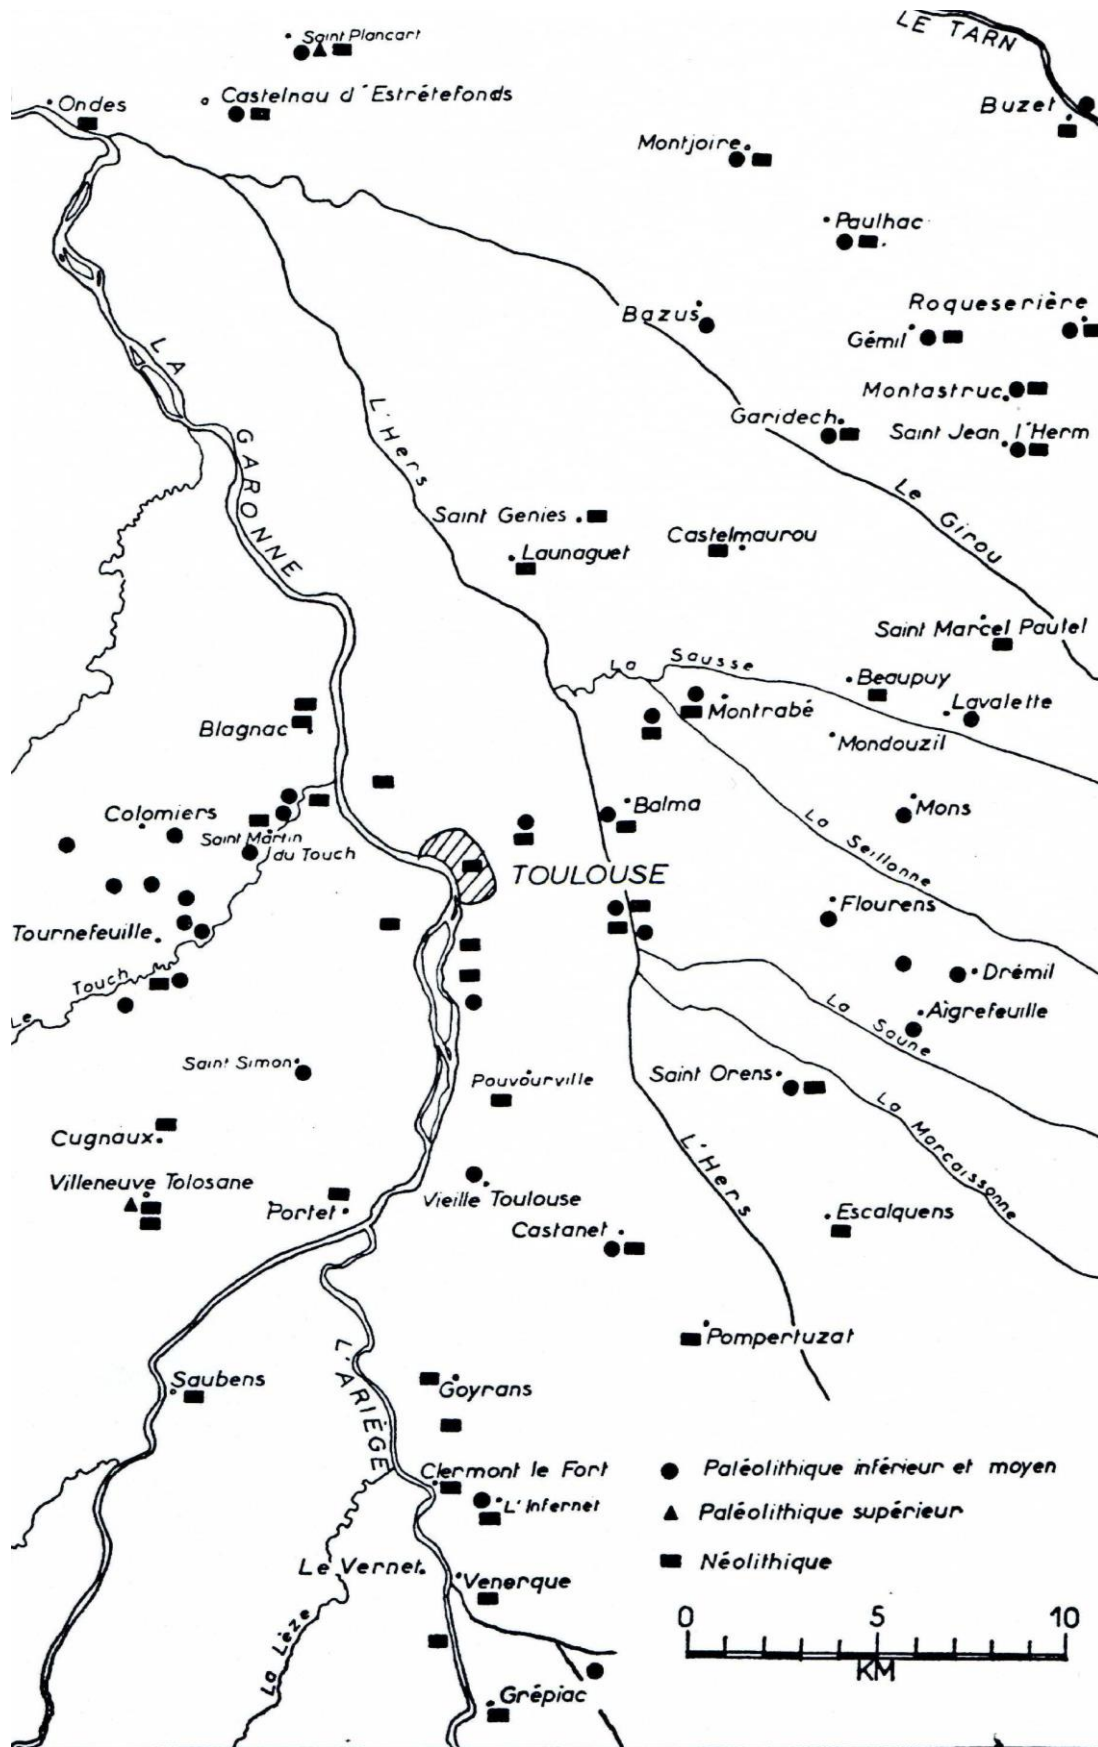 LE TARN
Saint Plancart
Castelnau d'Estrétefonds
Ondes
Buzet
Montjoire
Paulhac
Roqueserière
Bazus
Gémil
LA GARONNE
Montastruc
L'Hers
Garidech
Saint Jean l'Herm
Le Girou
Saint Genies
Castelmaurou
Launaguet
Saint Marcel Paulel
La Sausse
Beaupuy
Lavalette
Montrabé
Blagnac
Mondouzil
Colomiers
Balma
Mons
Saint Martin
du Touch
La Seillonne
TOULOUSE
Flourens
Tournefeuille
Drémil
Le Touch
Aigrefeuille
La Saune
Saint Simon
Pouvourville
Saint Orens
La Marcaissonne
Cugnaux
L'Hers
Villeneuve Tolosane
Vieille Toulouse
Portet
Castanet
Escalquens
Pompertuzat
L'ARIÈGE
Saubens
Goyrans
Clermont le Fort
L'Infernet
Le Vernet
Venerque
La Lèze
Grépiac
Paléolithique inférieur et moyen
Paléolithique supérieur
Néolithique
0 5 10
KM